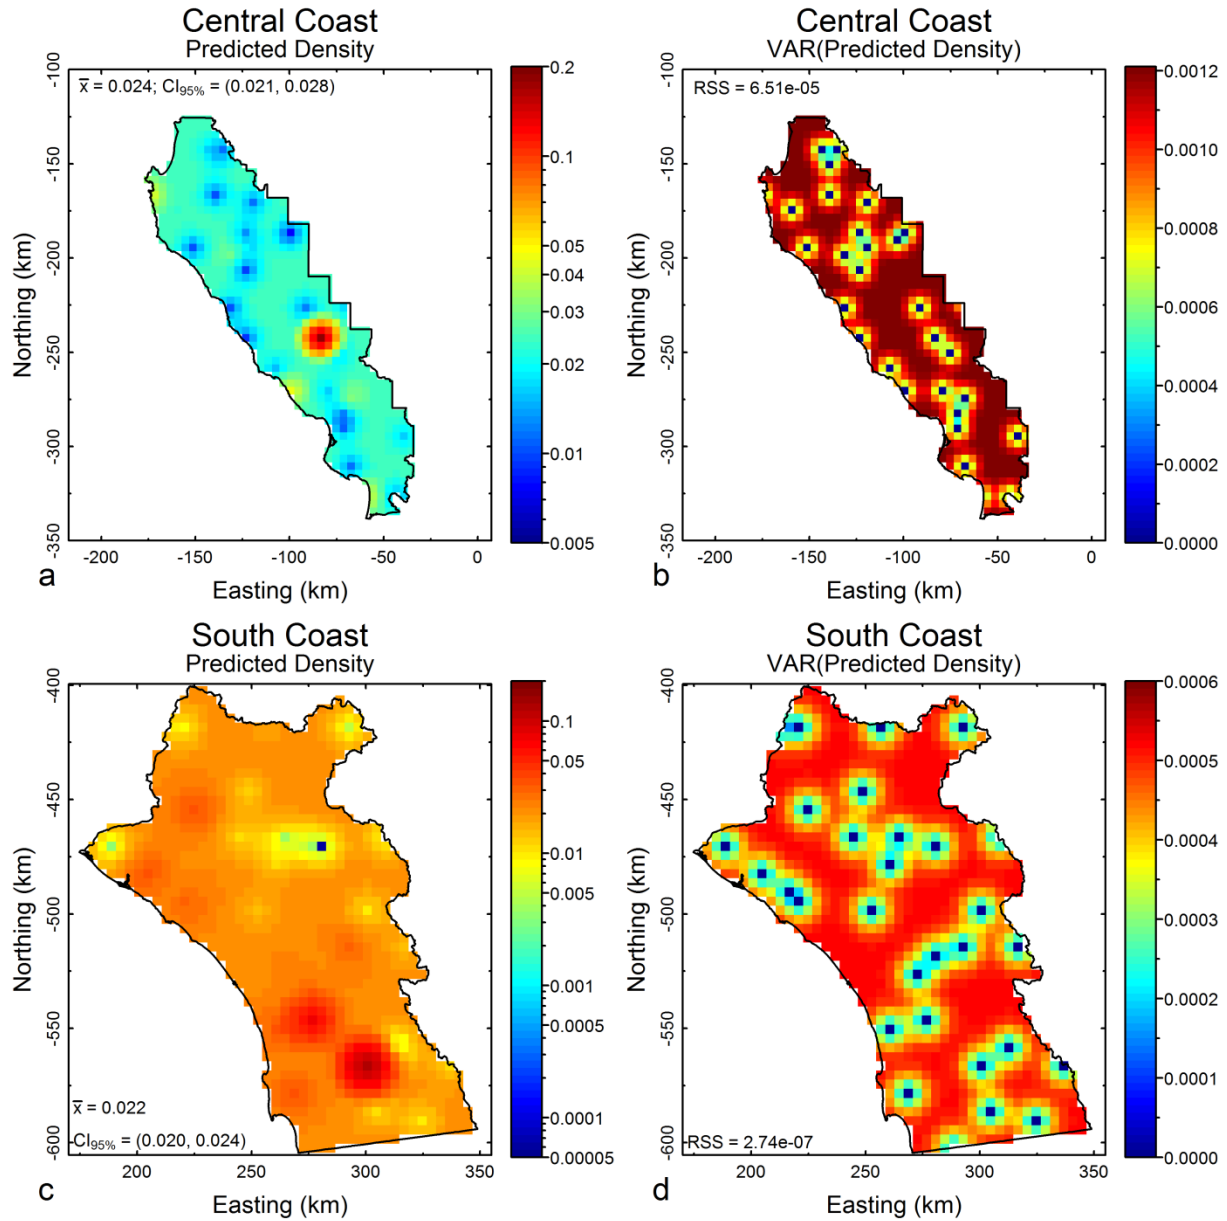 Central Coast
Predicted Density
x̅ = 0.024; CI95% = (0.021, 0.028)
-100
-150
-200
-250
-300
-350
Northing (km)
-200
-150
-100
-50
0
Easting (km)
0.2
0.1
0.05
0.04
0.03
0.02
0.01
0.005
a
Central Coast
VAR(Predicted Density)
RSS = 6.51e-05
-100
-150
-200
-250
-300
-350
Northing (km)
-200
-150
-100
-50
0
Easting (km)
0.0012
0.0010
0.0008
0.0006
0.0004
0.0002
0.0000
b
South Coast
Predicted Density
-400
-450
-500
-550
-600
Northing (km)
x̅ = 0.022
CI95% = (0.020, 0.024)
200
250
300
350
Easting (km)
0.1
0.05
0.01
0.005
0.001
0.0005
0.0001
0.00005
c
South Coast
VAR(Predicted Density)
-400
-450
-500
-550
-600
Northing (km)
RSS = 2.74e-07
200
250
300
350
Easting (km)
0.0006
0.0005
0.0004
0.0003
0.0002
0.0001
0.0000
d